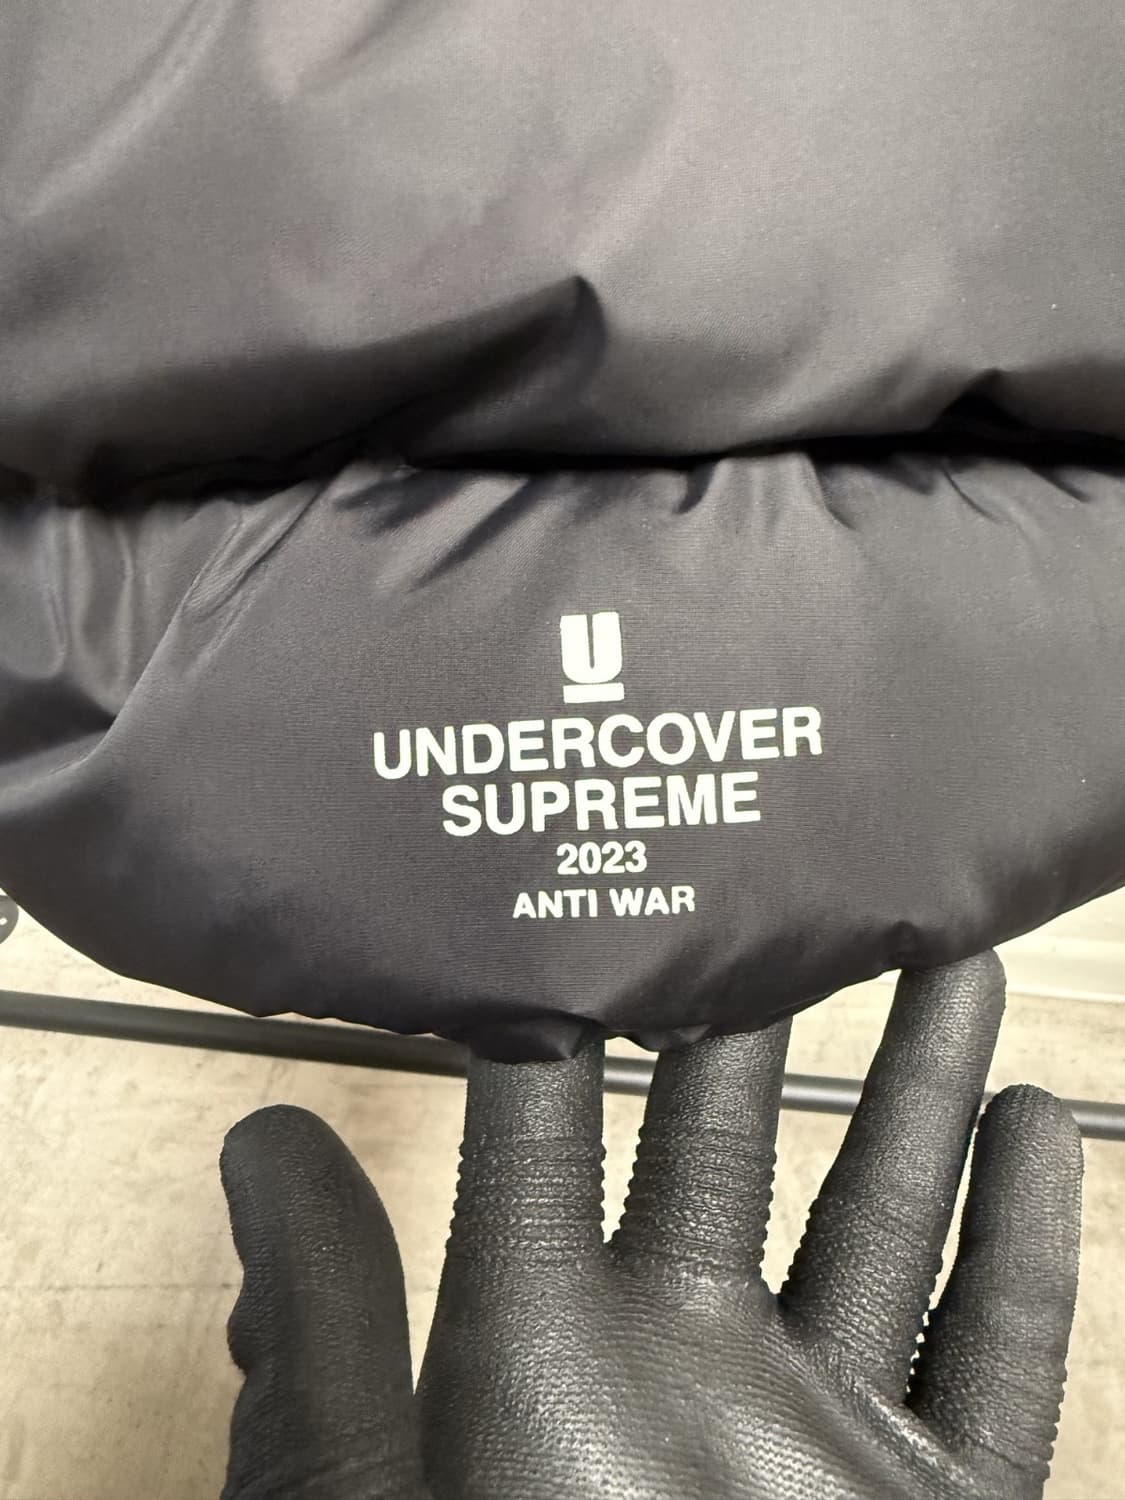 U
UNDERCOVER
SUPREME
2023
ANTI WAR